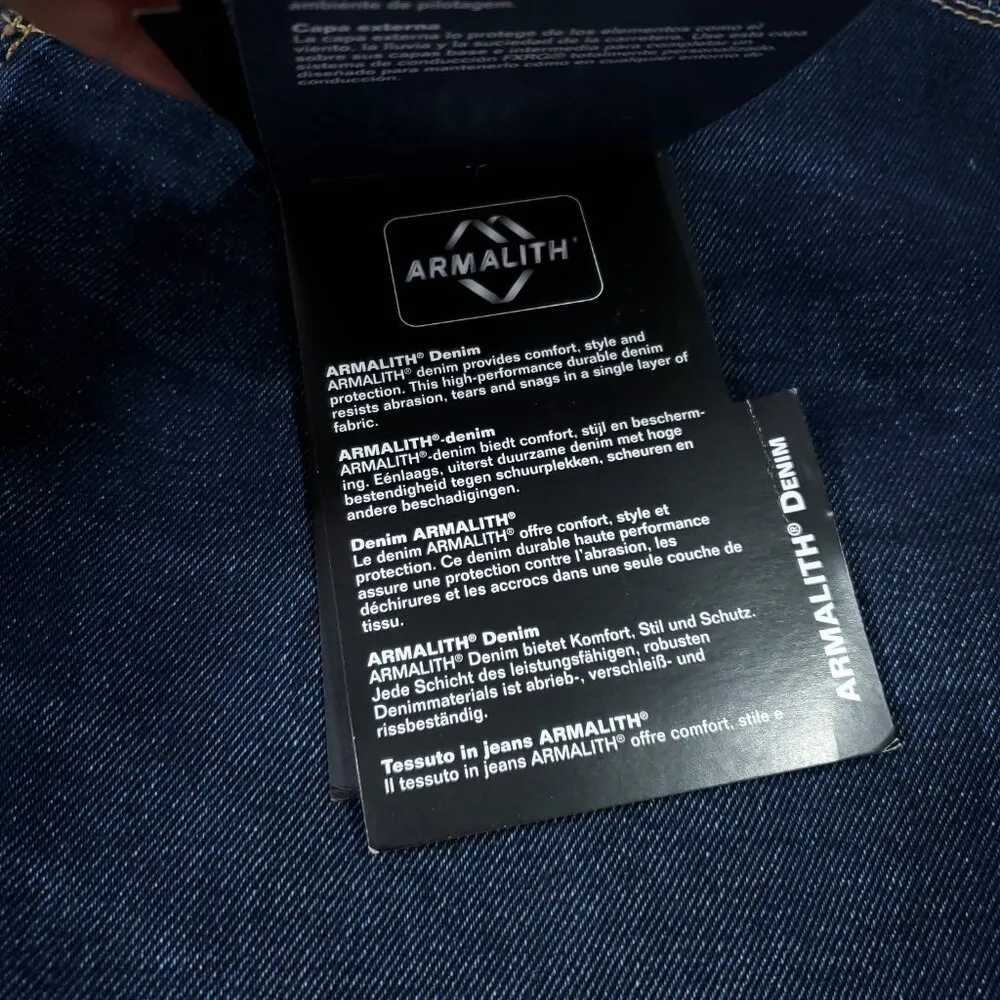 ambiente de pilotagem.
Capa externa
ARMALITH®
ARMALITH® Denim
ARMALITH® denim provides comfort, style and
protection. This high-performance durable denim
resists abrasion, tears and snags in a single layer of
fabric.
ARMALITH®-denim
ARMALITH®-denim biedt comfort, stijl en bescherm-
ing. Eénlaags, uiterst duurzame denim met hoge
bestendigheid tegen schuurplekken, scheuren en
andere beschadigingen.
Denim ARMALITH®
Le denim ARMALITH® offre confort, style et
protection. Ce denim durable haute performance
assure une protection contre l'abrasion, les
déchirures et les accrocs dans une seule couche de
tissu.
ARMALITH® Denim
ARMALITH® Denim bietet Komfort, Stil und Schutz.
Jede Schicht des leistungsfähigen, robusten
Denimmaterials ist abrieb-, verschleiß- und
rissbeständig.
Tessuto in jeans ARMALITH®
Il tessuto in jeans ARMALITH® offre comfort, stile e
ARMALITH® DENIM